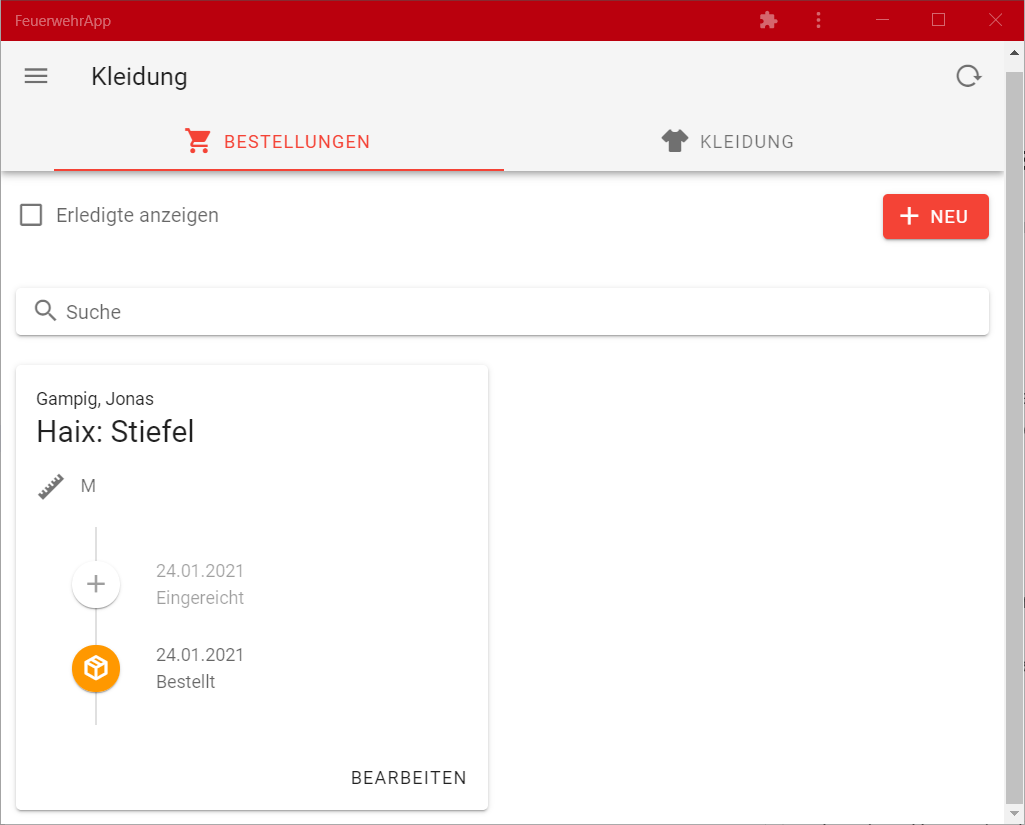 FeuerwehrApp
Kleidung
BESTELLUNGEN
KLEIDUNG
Erledigte anzeigen
NEU
Suche
Gampig, Jonas
Haix: Stiefel
M
24.01.2021
Eingereicht
24.01.2021
Bestellt
BEARBEITEN